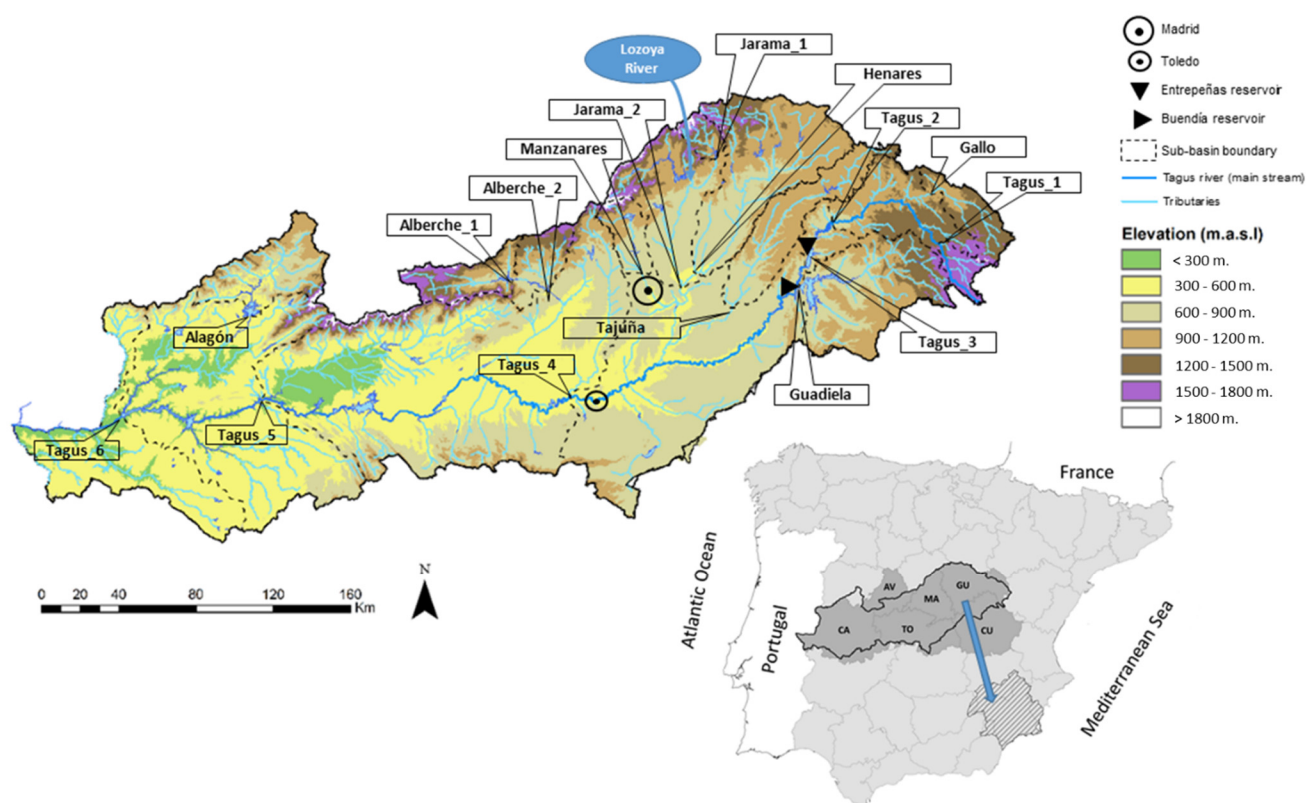 Lozoya
River
Jarama_1
Henares
Jarama_2
Tagus_2
Manzanares
Gallo
Alberche_2
Tagus_1
Alberche_1
Alagón
Tajuña
Tagus_3
Tagus_4
Guadiela
Tagus_5
Tagus_6
0 20 40 80 120 160
Km
N
Madrid
Toledo
Entrepeñas reservoir
Buendía reservoir
Sub-basin boundary
Tagus river (main stream)
Tributaries
Elevation (m.a.s.l)
< 300 m.
300 - 600 m.
600 - 900 m.
900 - 1200 m.
1200 - 1500 m.
1500 - 1800 m.
> 1800 m.
France
Atlantic Ocean
Portugal
Mediterranean Sea
AV
GU
MA
CA
TO
CU